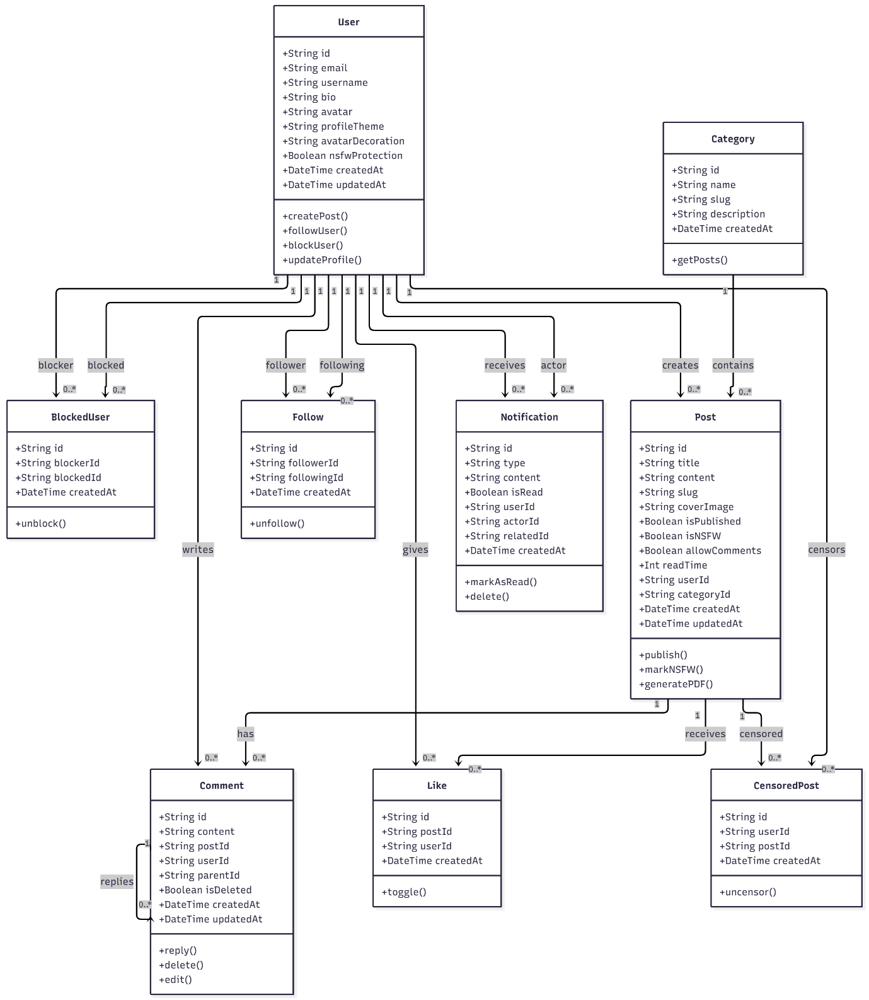 User
+String id
+String email
+String username
+String bio
+String avatar
+String profileTheme
+String avatarDecoration
+Boolean nsfwProtection
+DateTime createdAt
+DateTime updatedAt
+createPost()
+followUser()
+blockUser()
+updateProfile()
Category
+String id
+String name
+String slug
+String description
+DateTime createdAt
+getPosts()
1
1 1 1 1 1 1 1 1 1 1
blocker blocked follower following receives actor creates contains
0..* 0..* 0..* 0..* 0..* 0..* 0..* 0..*
BlockedUser
+String id
+String blockerId
+String blockedId
+DateTime createdAt
+unblock()
Follow
+String id
+String followerId
+String followingId
+DateTime createdAt
+unfollow()
Notification
+String id
+String type
+String content
+Boolean isRead
+String userId
+String actorId
+String relatedId
+DateTime createdAt
+markAsRead()
+delete()
Post
+String id
+String title
+String content
+String slug
+String coverImage
+Boolean isPublished
+Boolean isNSFW
+Boolean allowComments
+Int readTime
+String userId
+String categoryId
+DateTime createdAt
+DateTime updatedAt
+publish()
+markNSFW()
+generatePDF()
writes gives censors
1 1 1
has receives censored
0..* 0..* 0..* 0..* 0..* 0..*
Comment
+String id
+String content
+String postId
+String userId
+String parentId
+Boolean isDeleted
+DateTime createdAt
+DateTime updatedAt
+reply()
+delete()
+edit()
1
replies
0..*
Like
+String id
+String postId
+String userId
+DateTime createdAt
+toggle()
CensoredPost
+String id
+String userId
+String postId
+DateTime createdAt
+uncensor()